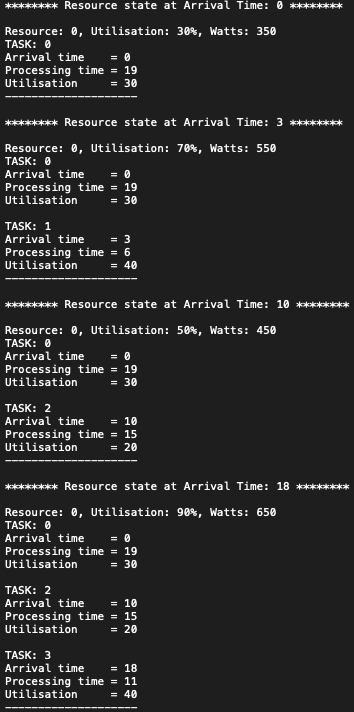 ******** Resource state at Arrival Time: 0 ********
Resource: 0, Utilisation: 30%, Watts: 350
TASK: 0
Arrival time    = 0
Processing time = 19
Utilisation     = 30
--------------------
******** Resource state at Arrival Time: 3 ********
Resource: 0, Utilisation: 70%, Watts: 550
TASK: 0
Arrival time    = 0
Processing time = 19
Utilisation     = 30
TASK: 1
Arrival time    = 3
Processing time = 6
Utilisation     = 40
--------------------
******** Resource state at Arrival Time: 10 ********
Resource: 0, Utilisation: 50%, Watts: 450
TASK: 0
Arrival time    = 0
Processing time = 19
Utilisation     = 30
TASK: 2
Arrival time    = 10
Processing time = 15
Utilisation     = 20
--------------------
******** Resource state at Arrival Time: 18 ********
Resource: 0, Utilisation: 90%, Watts: 650
TASK: 0
Arrival time    = 0
Processing time = 19
Utilisation     = 30
TASK: 2
Arrival time    = 10
Processing time = 15
Utilisation     = 20
TASK: 3
Arrival time    = 18
Processing time = 11
Utilisation     = 40
--------------------